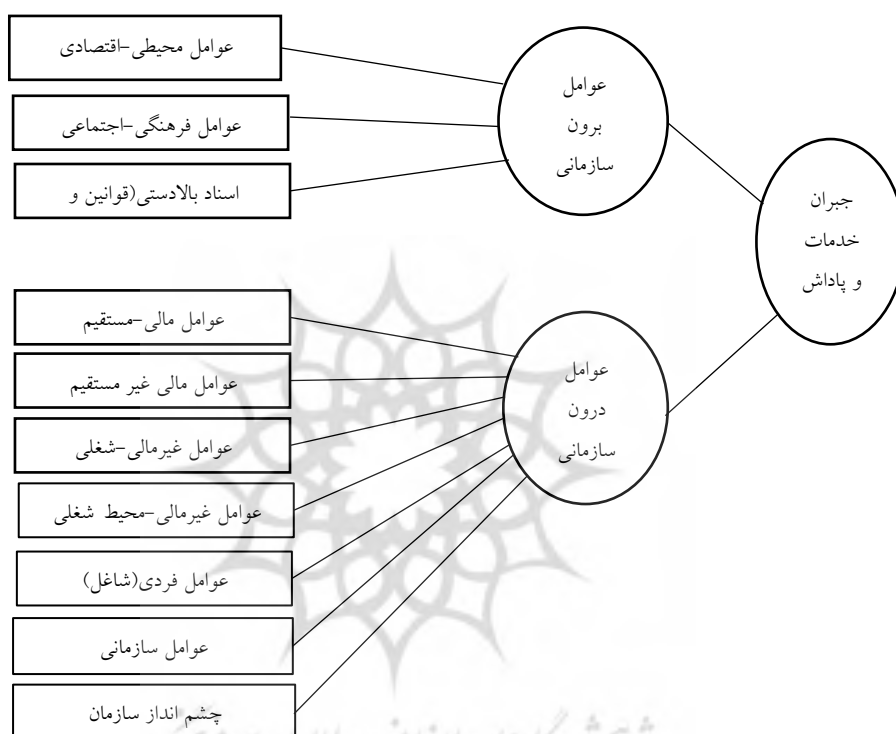 جبران
خدمات
و پاداش
عوامل
برون
سازمانی
عوامل محیطی-اقتصادی
عوامل فرهنگی-اجتماعی
اسناد بالادستی(قوانین و
عوامل
درون
سازمانی
عوامل مالی-مستقیم
عوامل مالی غیر مستقیم
عوامل غیرمالی-شغلی
عوامل غیرمالی-محیط شغلی
عوامل فردی(شاغل)
عوامل سازمانی
چشم انداز سازمان